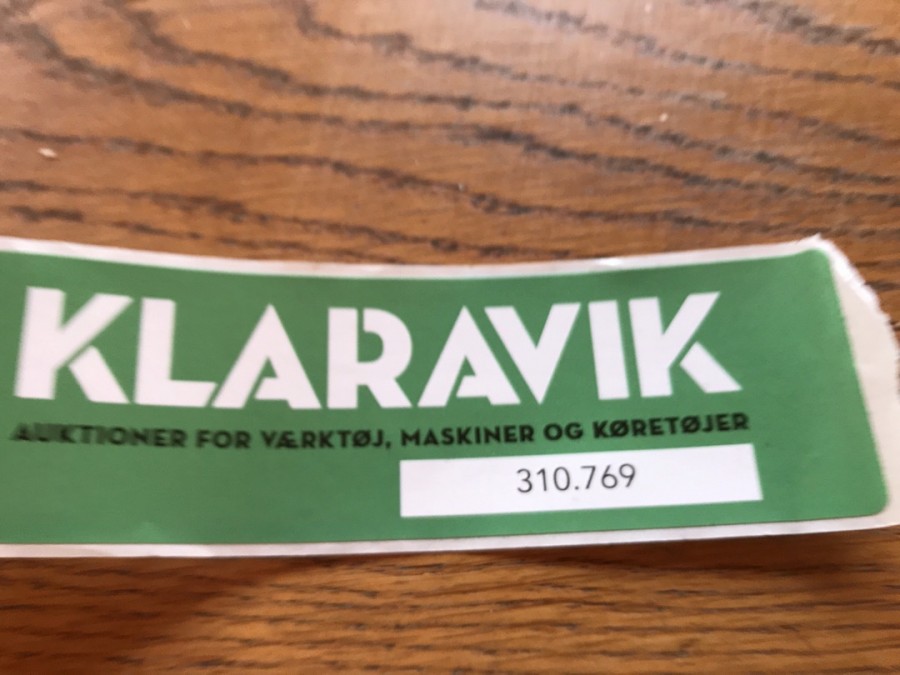 KLARAVIK
AUKTIONER FOR VÆRKTØJ, MASKINER OG KØRETØJER
310.769